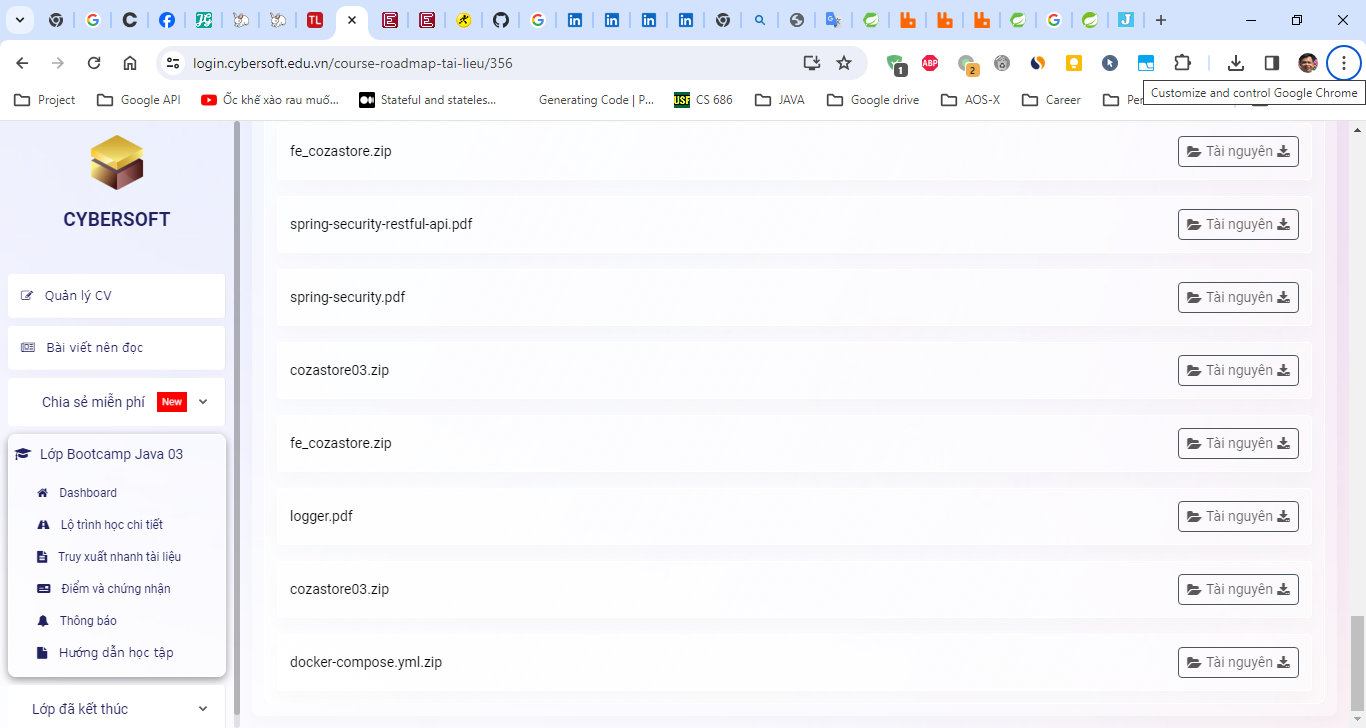 TL
login.cybersoft.edu.vn/course-roadmap-tai-lieu/356
1
ABP
2
Project
Google API
Ốc khế xào rau muố...
Stateful and stateles...
Generating Code | P...
USF CS 686
JAVA
Google drive
AOS-X
Career
Per
Customize and control Google Chrome
CYBERSOFT
Quản lý CV
Bài viết nên đọc
Chia sẻ miễn phí New
Lớp Bootcamp Java 03
Dashboard
Lộ trình học chi tiết
Truy xuất nhanh tài liệu
Điểm và chứng nhận
Thông báo
Hướng dẫn học tập
Lớp đã kết thúc
fe_cozastore.zip Tài nguyên
spring-security-restful-api.pdf Tài nguyên
spring-security.pdf Tài nguyên
cozastore03.zip Tài nguyên
fe_cozastore.zip Tài nguyên
logger.pdf Tài nguyên
cozastore03.zip Tài nguyên
docker-compose.yml.zip Tài nguyên